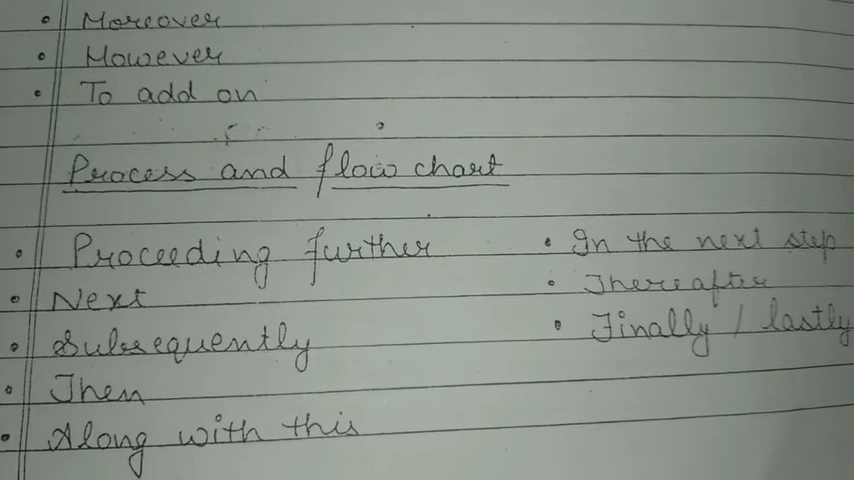 Moreover
However
To add on
Process and flow chart
Proceeding further
Next
Subsequently
Then
Along with this
In the next step
Thereafter
Finally / lastly